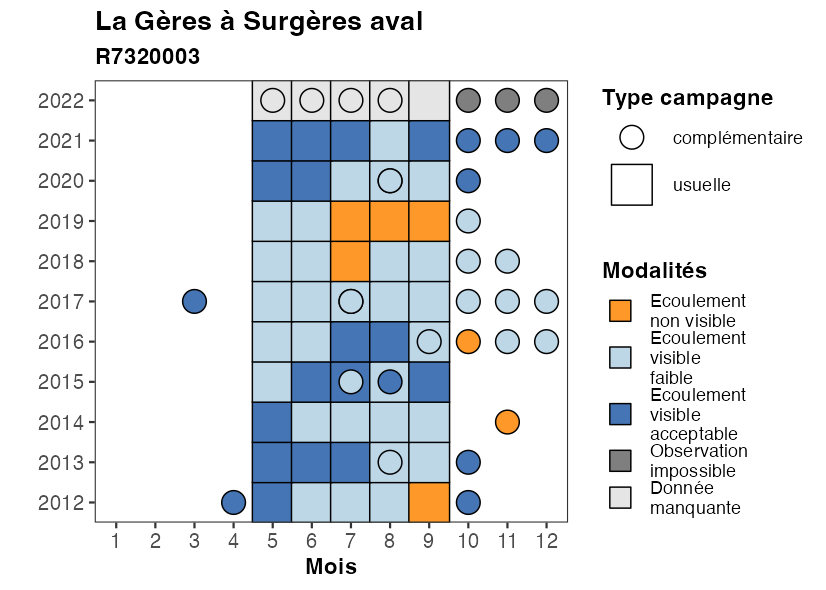 La Gères à Surgères aval
R7320003
2022
2021
2020
2019
2018
2017
2016
2015
2014
2013
2012
1 2 3 4 5 6 7 8 9 10 11 12
Mois
Type campagne
complémentaire
usuelle
Modalités
Ecoulement
non visible
Ecoulement
visible
faible
Ecoulement
visible
acceptable
Observation
impossible
Donnée
manquante